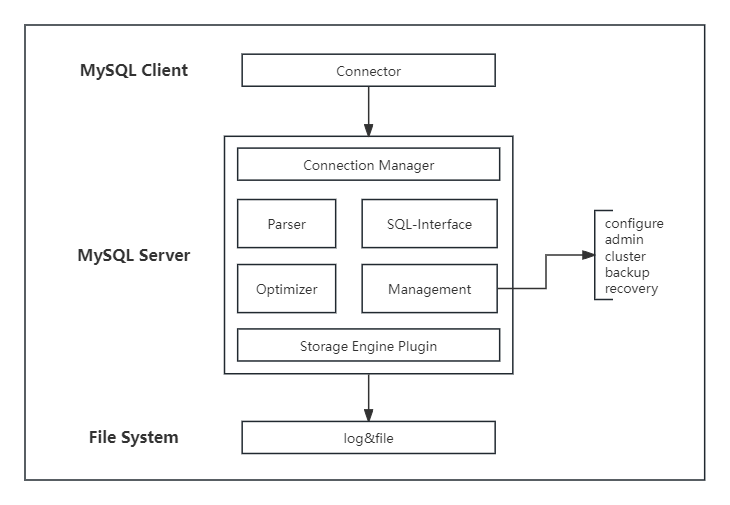 MySQL Client
Connector
Connection Manager
Parser
SQL-Interface
MySQL Server
Optimizer
Management
configure
admin
cluster
backup
recovery
Storage Engine Plugin
File System
log&file